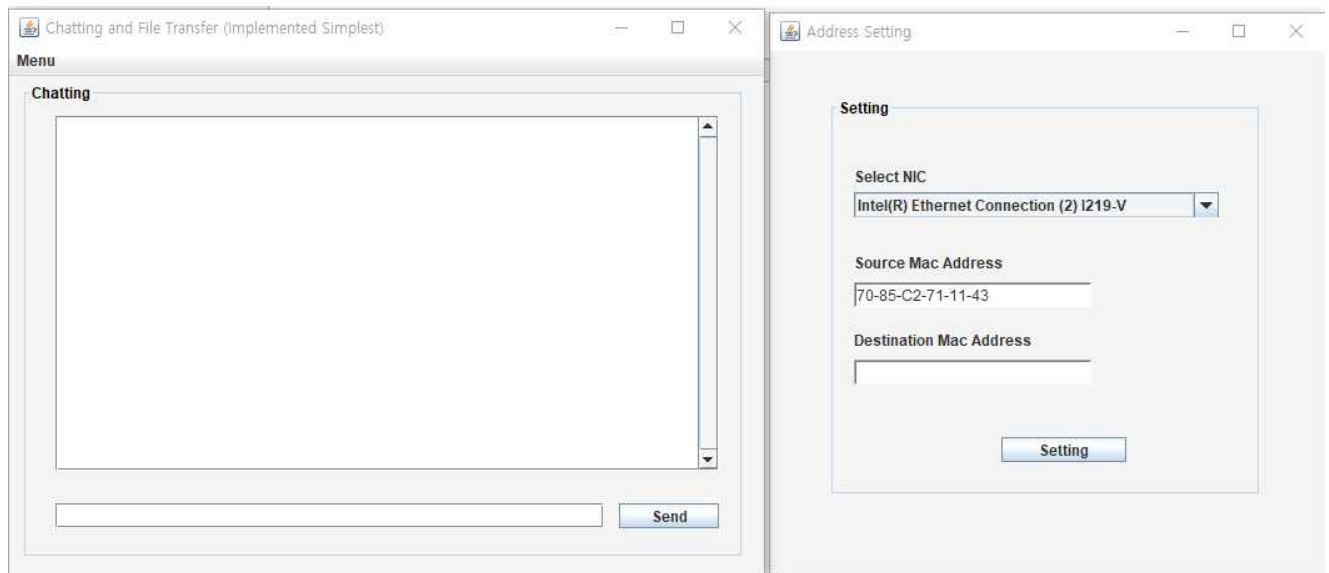 Chatting and File Transfer (Implemented Simplest)
Menu
Chatting
Send
Address Setting
Setting
Select NIC
Intel(R) Ethernet Connection (2) I219-V
Source Mac Address
70-85-C2-71-11-43
Destination Mac Address
Setting